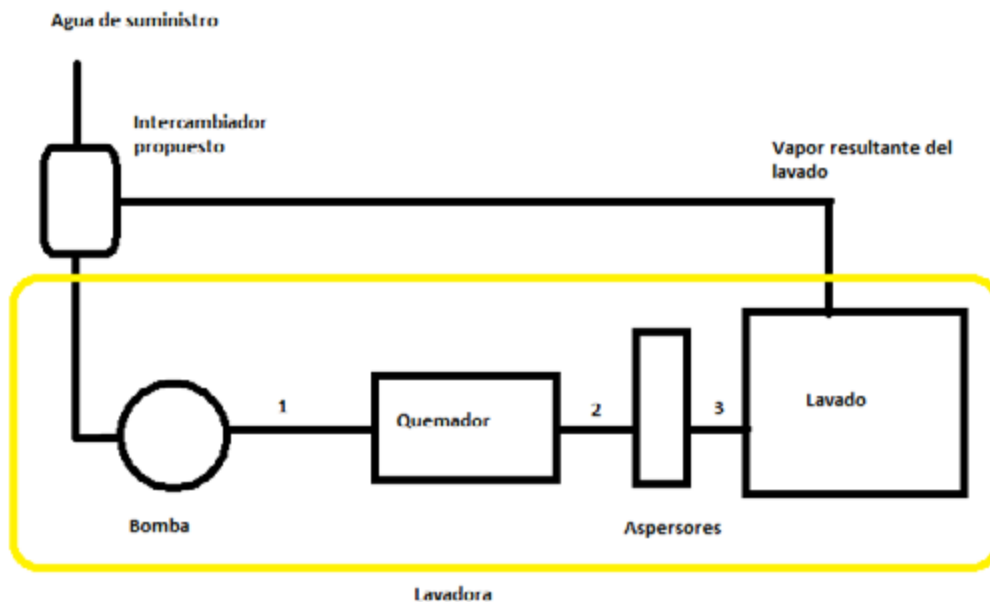 Agua de suministro
Intercambiador
propuesto
Vapor resultante del
lavado
1
Quemador
2
3
Lavado
Bomba
Aspersores
Lavadora